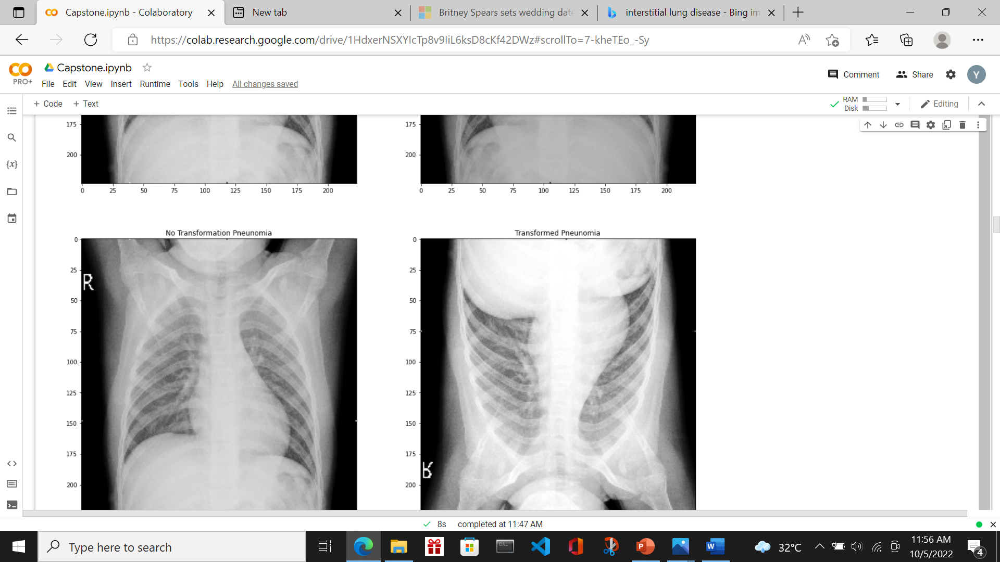 Capstone.ipynb - Colaboratory
New tab
Britney Spears sets wedding date
interstitial lung disease - Bing im
https://colab.research.google.com/drive/1HdxerNSXYIcTp8v9IiL6ksD8cKf42DWz#scrollTo=7-kheTEo_-Sy
PRO+
Capstone.ipynb
File Edit View Insert Runtime Tools Help All changes saved
Comment
Share
Y
+ Code + Text
RAM
Disk
Editing
{x}
175
200
0 25 50 75 100 125 150 175 200
175
200
0 25 50 75 100 125 150 175 200
No Transformation Pneunomia
0
25
50
75
100
125
150
175
200
R
Transformed Pneunomia
0
25
50
75
100
125
150
175
200
R
8s completed at 11:47 AM
Type here to search
32°C
11:56 AM
10/5/2022
4